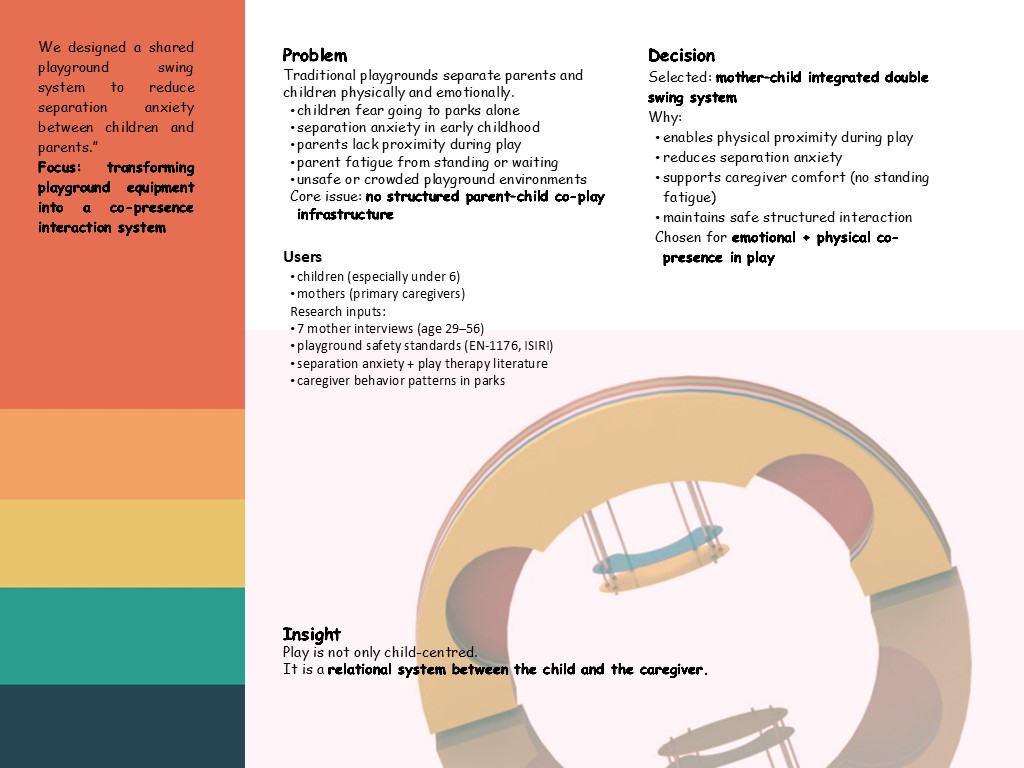 We designed a shared
playground swing
system to reduce
separation anxiety
between children and
parents.”
Focus: transforming
playground equipment
into a co-presence
interaction system
Problem
Traditional playgrounds separate parents and
children physically and emotionally.
•children fear going to parks alone
•separation anxiety in early childhood
•parents lack proximity during play
•parent fatigue from standing or waiting
•unsafe or crowded playground environments
Core issue: no structured parent-child co-play
infrastructure
Users
•children (especially under 6)
•mothers (primary caregivers)
Research inputs:
•7 mother interviews (age 29–56)
•playground safety standards (EN-1176, ISIRI)
•separation anxiety + play therapy literature
•caregiver behavior patterns in parks
Decision
Selected: mother-child integrated double
swing system
Why:
•enables physical proximity during play
•reduces separation anxiety
•supports caregiver comfort (no standing
fatigue)
•maintains safe structured interaction
Chosen for emotional + physical co-
presence in play
Insight
Play is not only child-centred.
It is a relational system between the child and the caregiver.